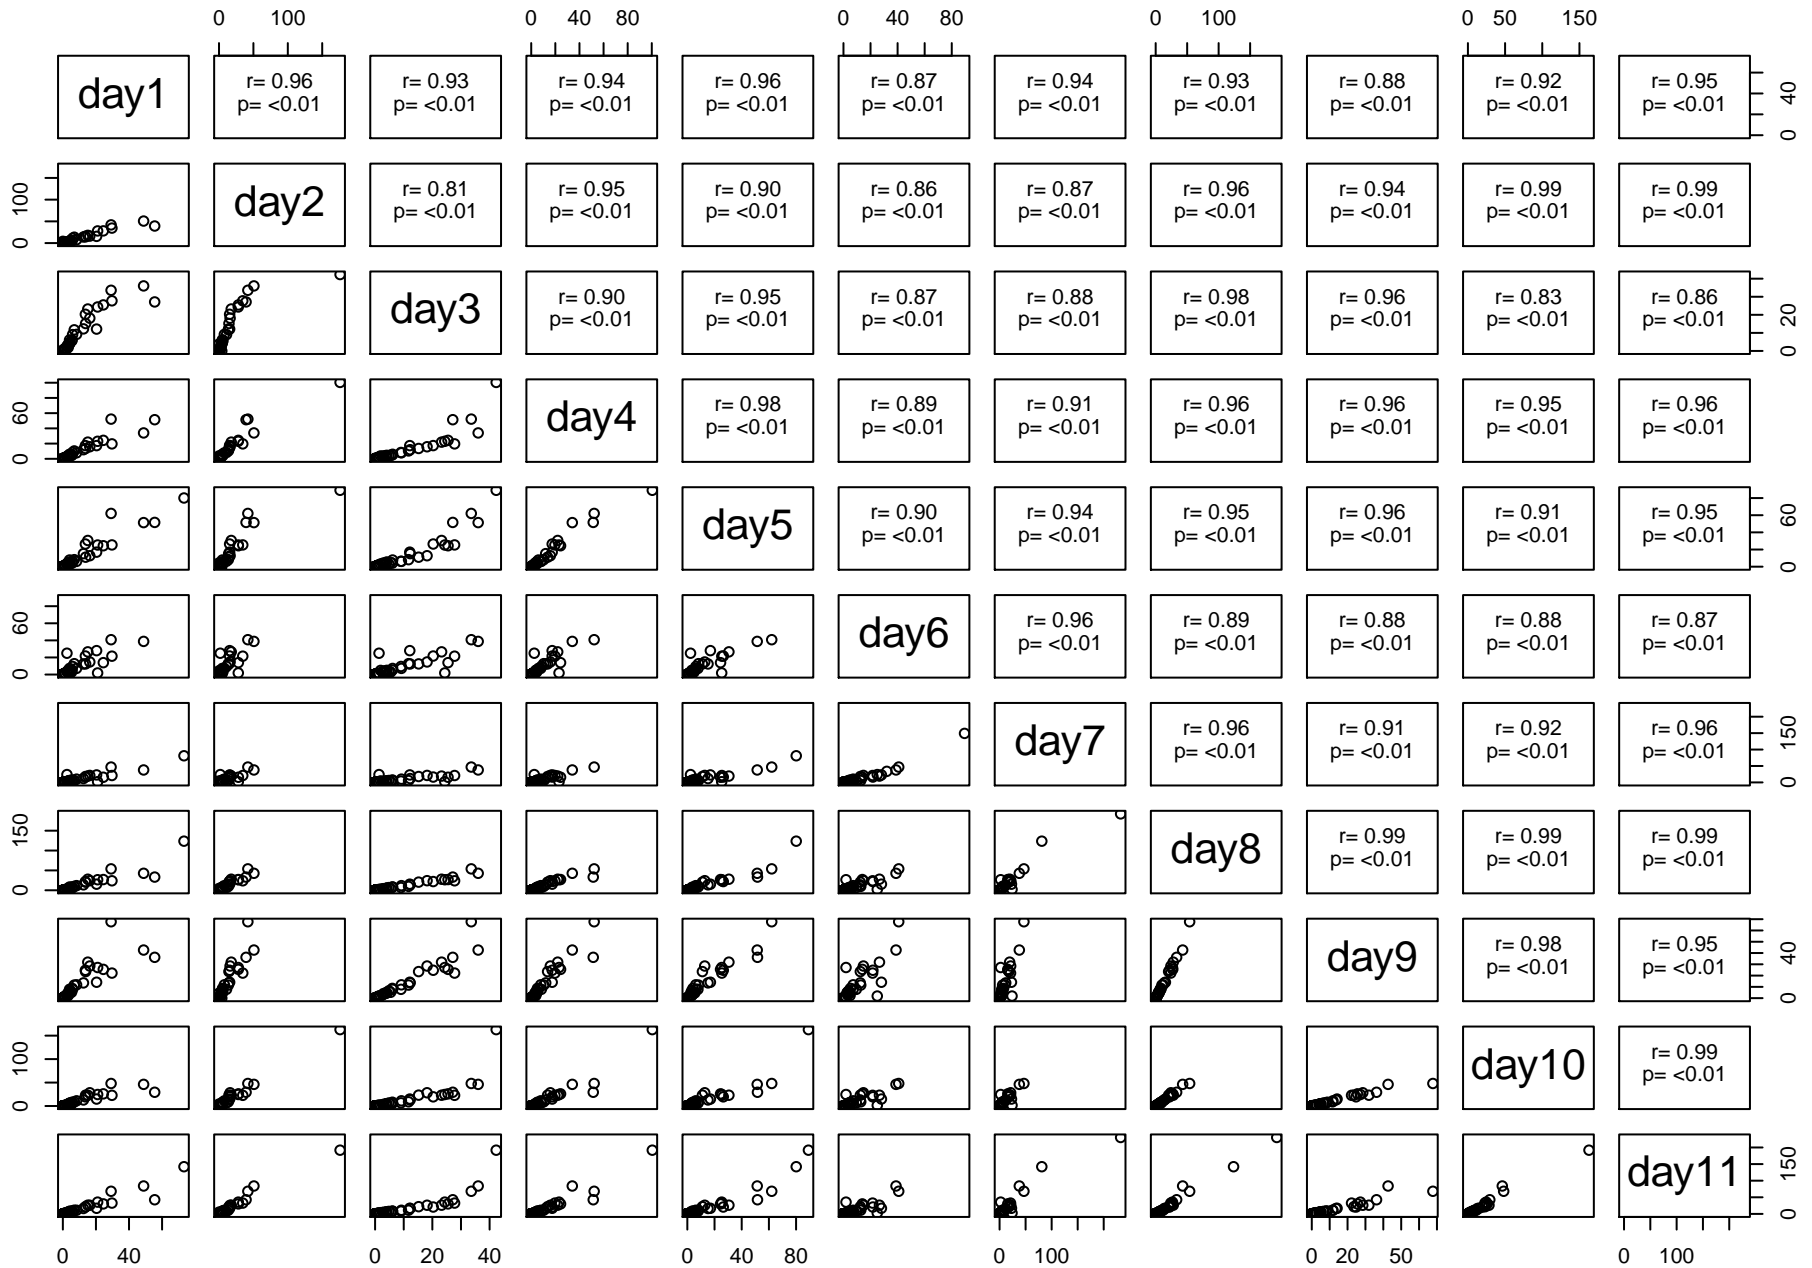 0 100
0 40 80
0 40 80
0 100
0 50 150
day1
r= 0.96
p= <0.01
r= 0.93
p= <0.01
r= 0.94
p= <0.01
r= 0.96
p= <0.01
r= 0.87
p= <0.01
r= 0.94
p= <0.01
r= 0.93
p= <0.01
r= 0.88
p= <0.01
r= 0.92
p= <0.01
r= 0.95
p= <0.01
0 40
0 100
day2
r= 0.81
p= <0.01
r= 0.95
p= <0.01
r= 0.90
p= <0.01
r= 0.86
p= <0.01
r= 0.87
p= <0.01
r= 0.96
p= <0.01
r= 0.94
p= <0.01
r= 0.99
p= <0.01
r= 0.99
p= <0.01
day3
r= 0.90
p= <0.01
r= 0.95
p= <0.01
r= 0.87
p= <0.01
r= 0.88
p= <0.01
r= 0.98
p= <0.01
r= 0.96
p= <0.01
r= 0.83
p= <0.01
r= 0.86
p= <0.01
0 20
0 60
day4
r= 0.98
p= <0.01
r= 0.89
p= <0.01
r= 0.91
p= <0.01
r= 0.96
p= <0.01
r= 0.96
p= <0.01
r= 0.95
p= <0.01
r= 0.96
p= <0.01
day5
r= 0.90
p= <0.01
r= 0.94
p= <0.01
r= 0.95
p= <0.01
r= 0.96
p= <0.01
r= 0.91
p= <0.01
r= 0.95
p= <0.01
0 60
0 60
day6
r= 0.96
p= <0.01
r= 0.89
p= <0.01
r= 0.88
p= <0.01
r= 0.88
p= <0.01
r= 0.87
p= <0.01
day7
r= 0.96
p= <0.01
r= 0.91
p= <0.01
r= 0.92
p= <0.01
r= 0.96
p= <0.01
0 150
0 150
day8
r= 0.99
p= <0.01
r= 0.99
p= <0.01
r= 0.99
p= <0.01
day9
r= 0.98
p= <0.01
r= 0.95
p= <0.01
0 40
0 100
day10
r= 0.99
p= <0.01
day11
0 150
0 40
0 20 40
0 40 80
0 100
0 20 50
0 100